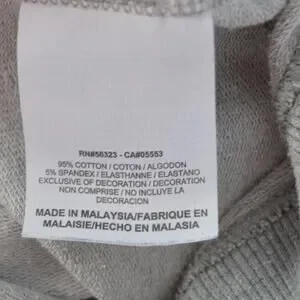 RN#56323 - CA#05553
95% COTTON / COTON / ALGODON
5% SPANDEX / ELASTHANNE / ELASTANO
EXCLUSIVE OF DECORATION / DECORATION
NON COMPRISE / NO INCLUYE LA
DECORACION
MADE IN MALAYSIA/FABRIQUE EN
MALAISIE/HECHO EN MALASIA